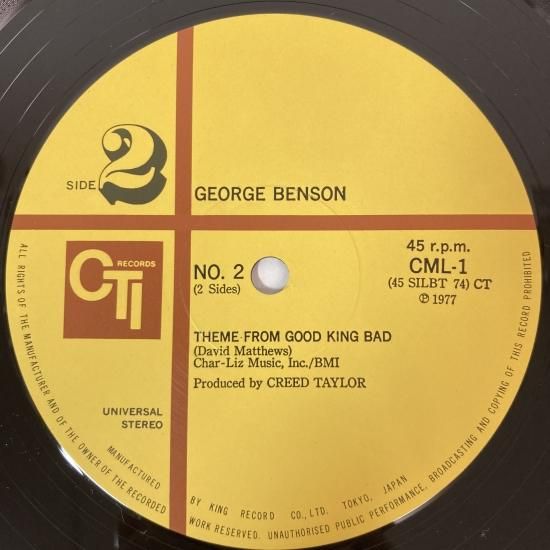 SIDE 2
GEORGE BENSON
CTI RECORDS
NO. 2
(2 Sides)
45 r.p.m.
CML-1
(45 SILBT 74) CT
Ⓟ 1977
THEME FROM GOOD KING BAD
(David Matthews)
Char-Liz Music, Inc./BMI
Produced by CREED TAYLOR
UNIVERSAL
STEREO
MANUFACTURED BY KING RECORD CO., LTD. TOKYO, JAPAN
ALL RIGHTS OF THE MANUFACTURER AND OF THE OWNER OF THE RECORDED WORK RESERVED. UNAUTHORISED PUBLIC PERFORMANCE, BROADCASTING AND COPYING OF THIS RECORD PROHIBITED